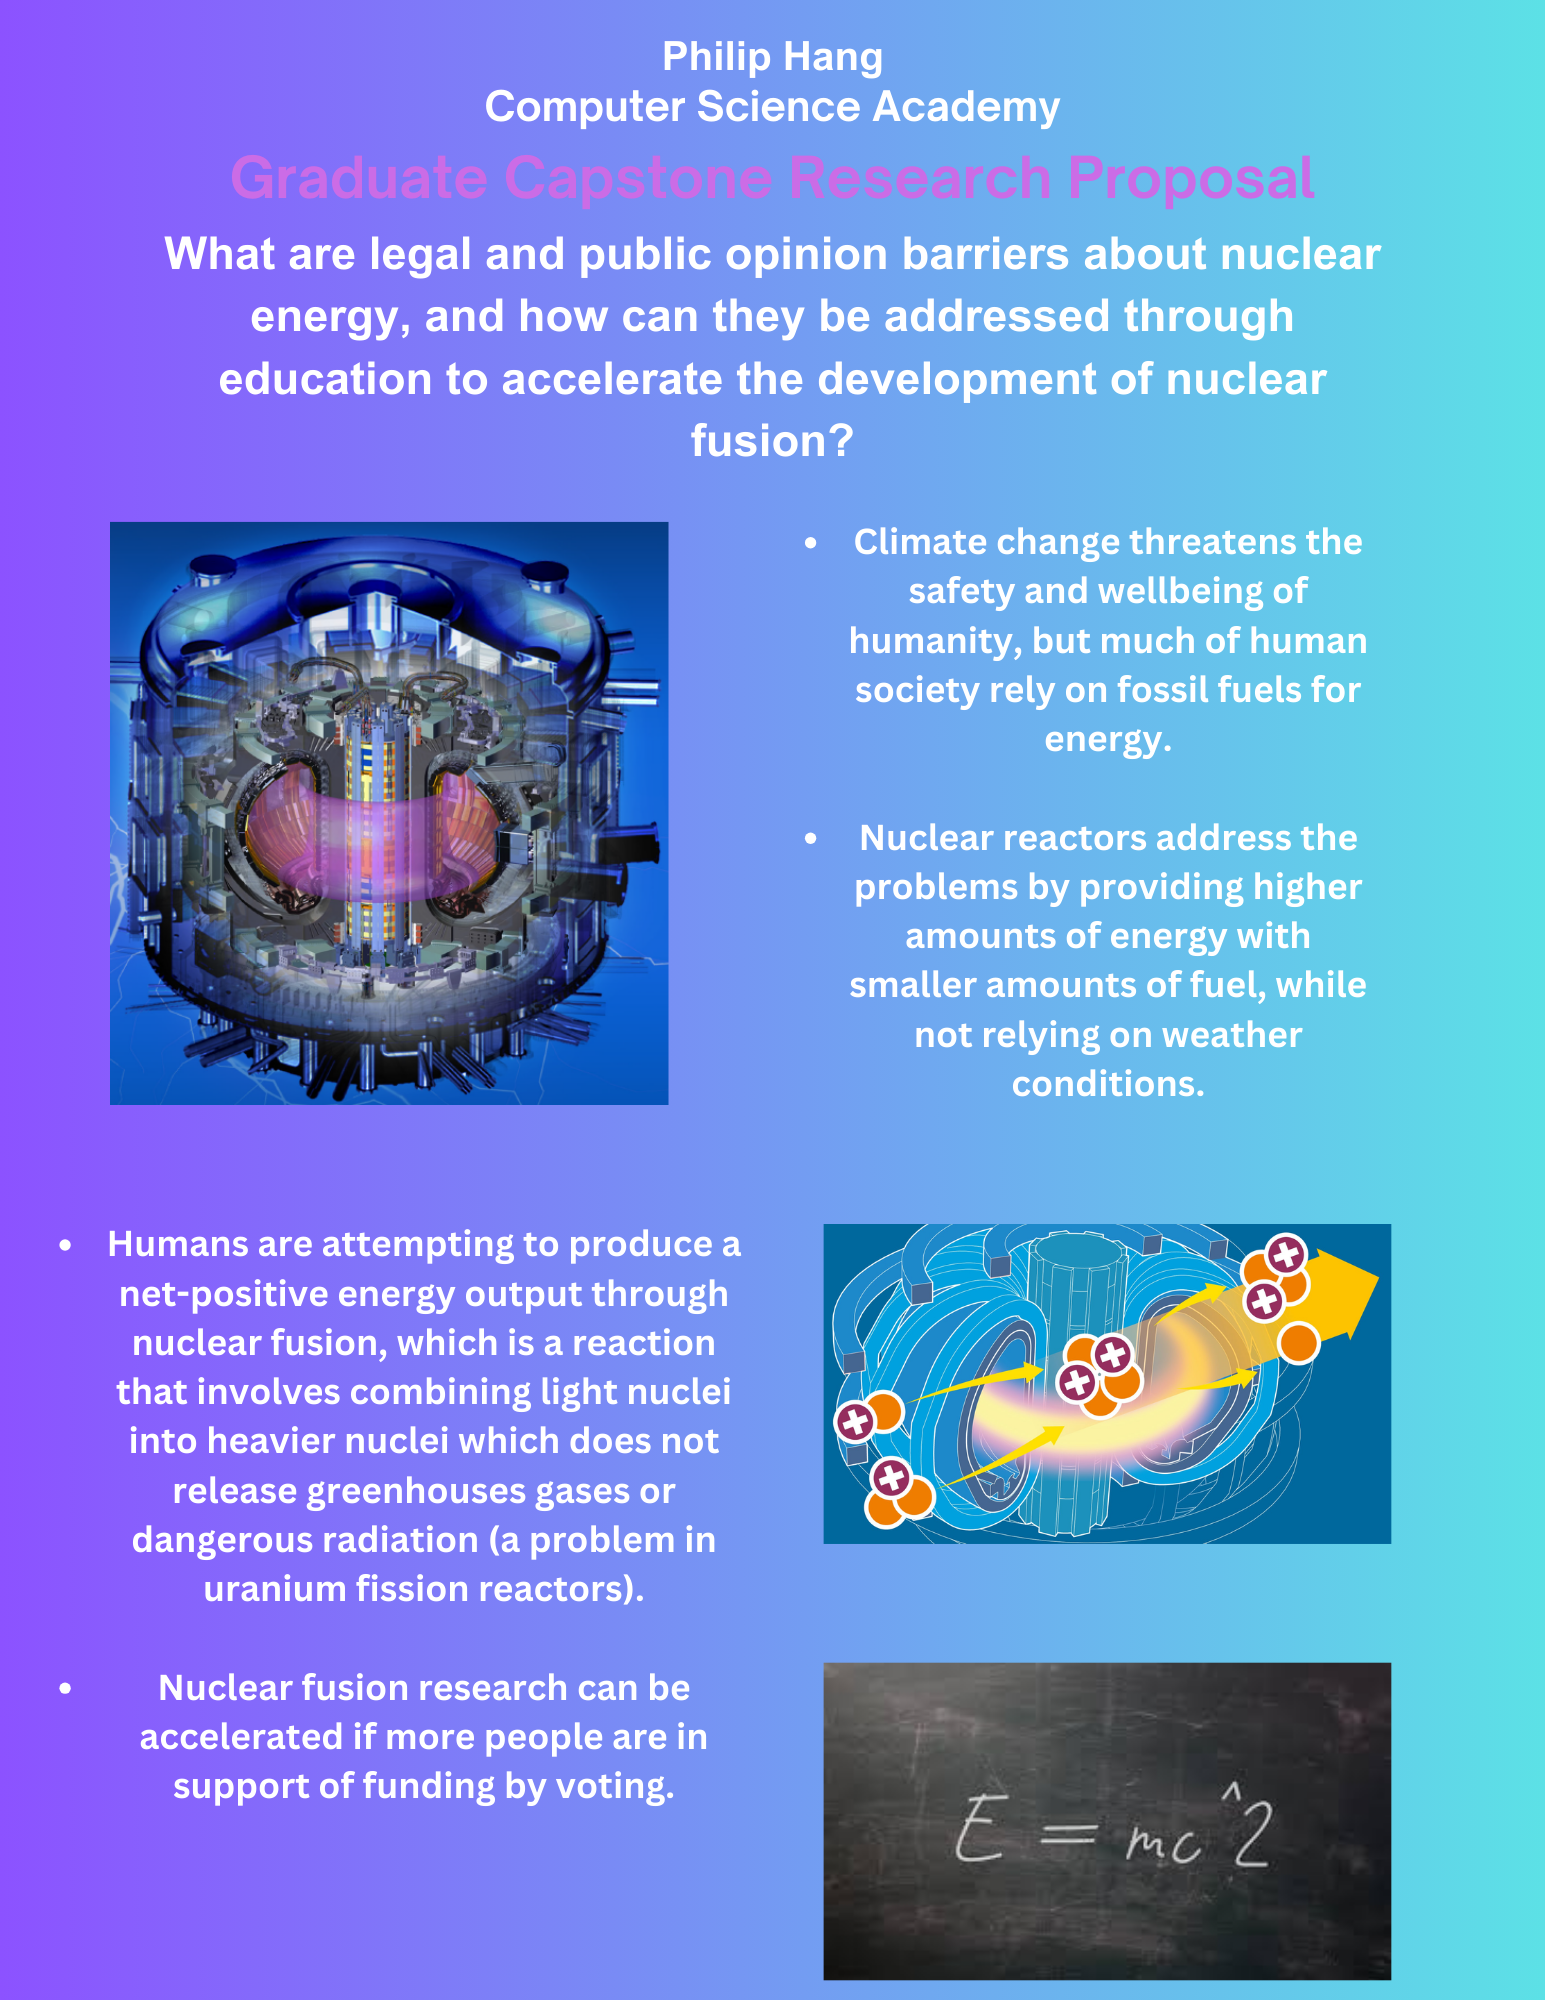 Philip Hang
Computer Science Academy
Graduate Capstone Research Proposal
What are legal and public opinion barriers about nuclear
energy, and how can they be addressed through
education to accelerate the development of nuclear
fusion?
• Climate change threatens the
safety and wellbeing of
humanity, but much of human
society rely on fossil fuels for
energy.
• Nuclear reactors address the
problems by providing higher
amounts of energy with
smaller amounts of fuel, while
not relying on weather
conditions.
• Humans are attempting to produce a
net-positive energy output through
nuclear fusion, which is a reaction
that involves combining light nuclei
into heavier nuclei which does not
release greenhouses gases or
dangerous radiation (a problem in
uranium fission reactors).
• Nuclear fusion research can be
accelerated if more people are in
support of funding by voting.
E = mc^2